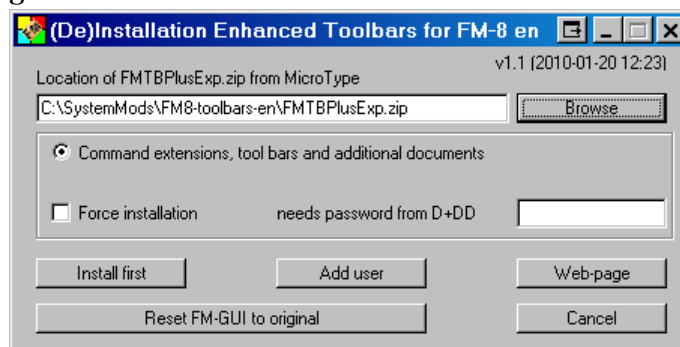 g
(De)Installation Enhanced Toolbars for FM-8 en
v1.1 (2010-01-20 12:23)
Location of FMTBPlusExp.zip from MicroType
C:\SystemMods\FM8-toolbars-en\FMTBPlusExp.zip
Browse
Command extensions, tool bars and additional documents
Force installation needs password from D+DD
Install first Add user Web-page
Reset FM-GUI to original Cancel